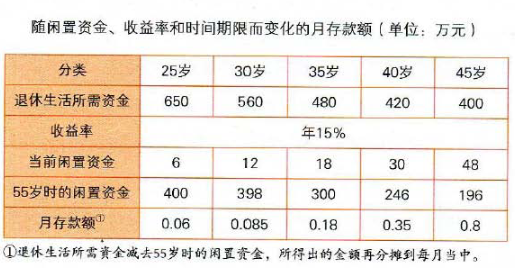 随闲置资金、收益率和时间期限而变化的月存款额（单位：万元）
分类 25岁 30岁 35岁 40岁 45岁
退休生活所需资金 650 560 480 420 400
收益率 年15%
当前闲置资金 6 12 18 30 48
55岁时的闲置资金 400 398 300 246 196
月存款额① 0.06 0.085 0.18 0.35 0.8
①退休生活所需资金减去55岁时的闲置资金，所得出的金额再分摊到每月当中。